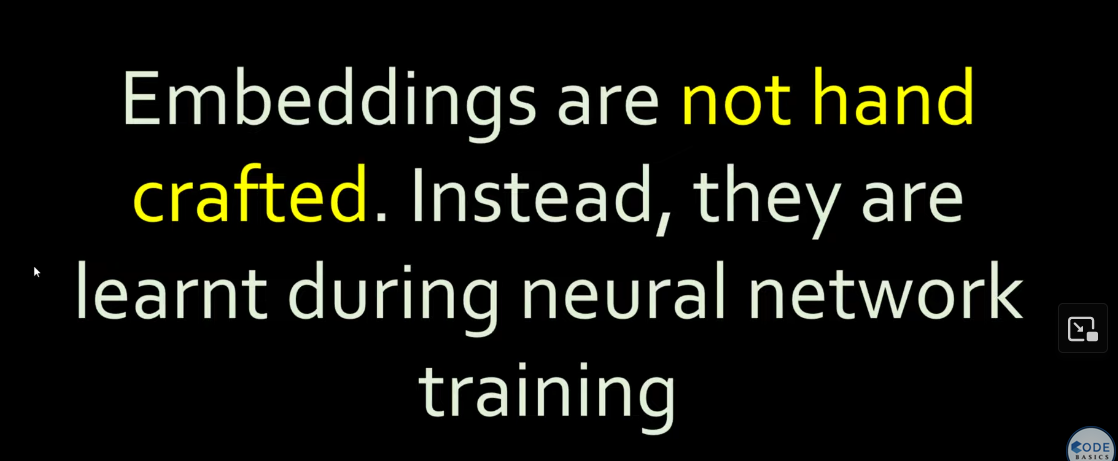 Embeddings are not hand
crafted. Instead, they are
learnt during neural network
training
CODE
BASICS